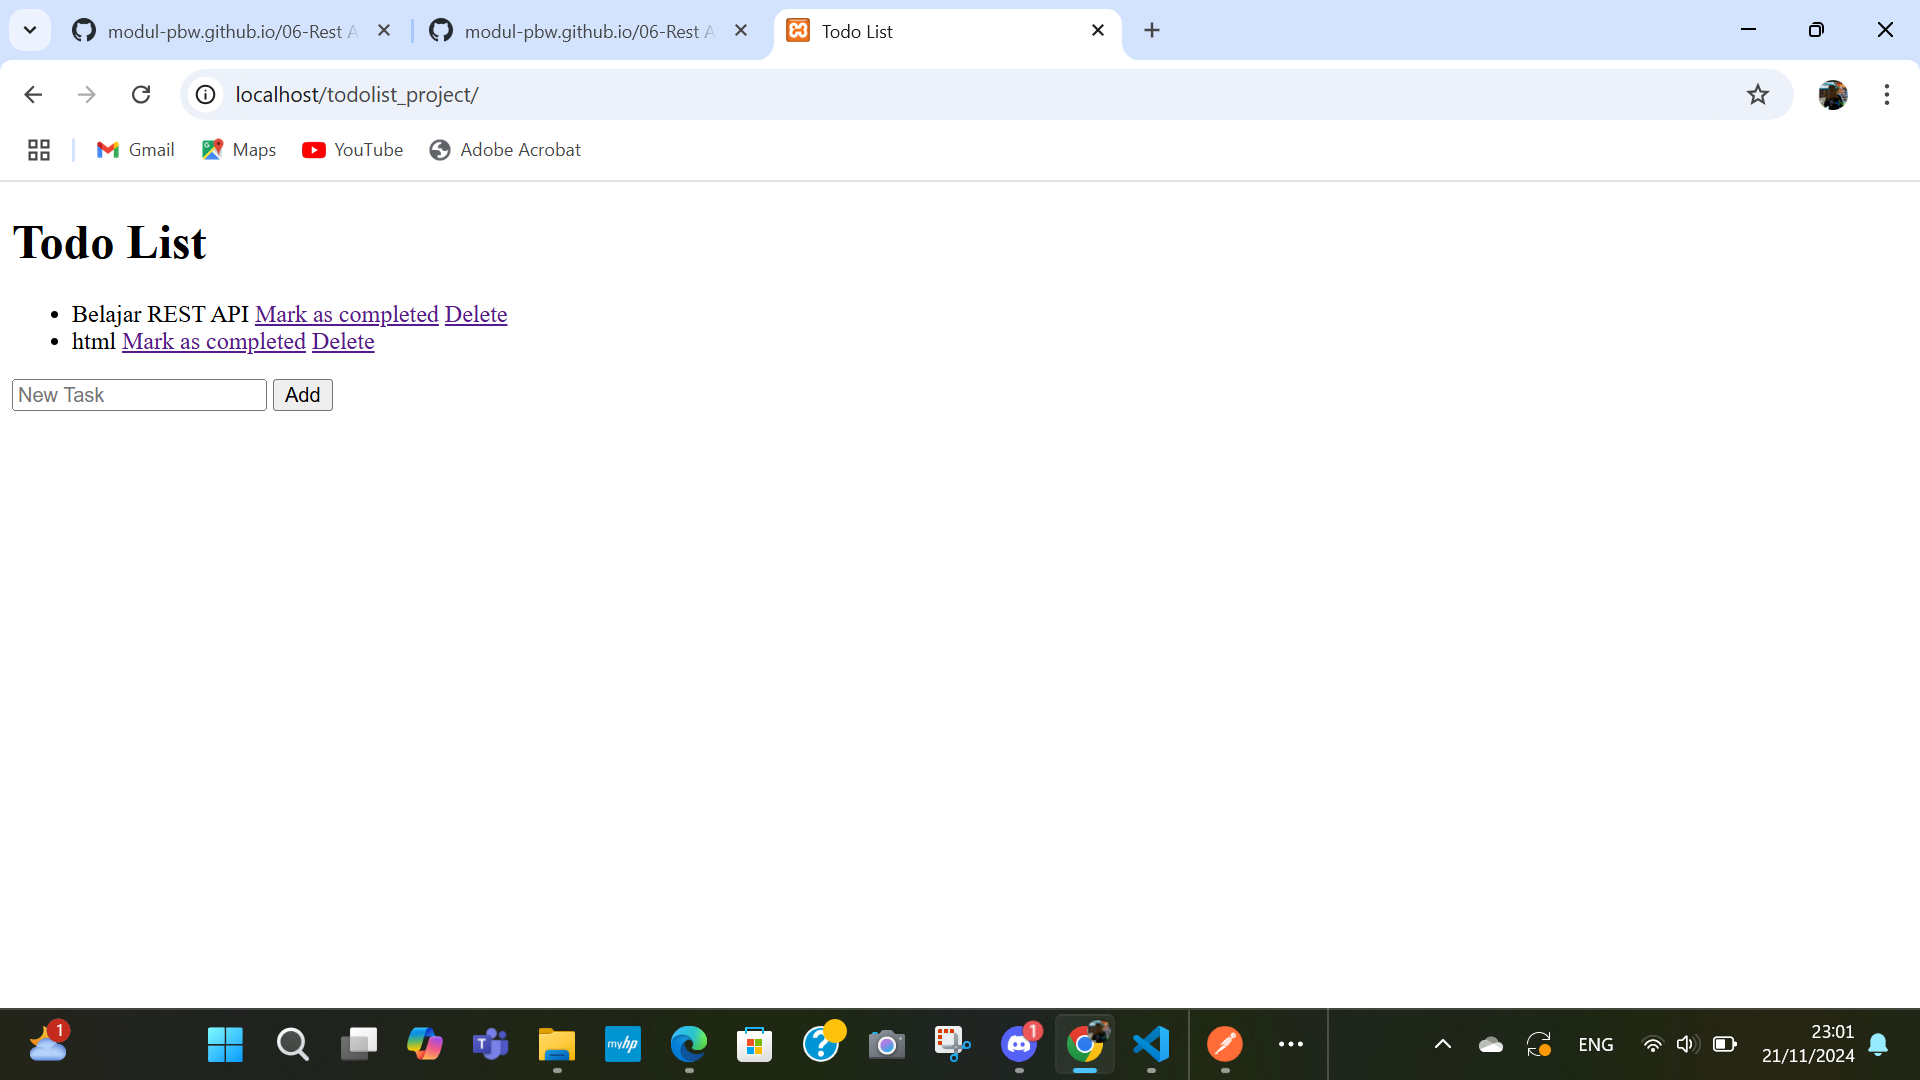 modul-pbw.github.io/06-Rest A
modul-pbw.github.io/06-Rest A
Todo List
localhost/todolist_project/
Gmail
Maps
YouTube
Adobe Acrobat
Todo List
Belajar REST API Mark as completed Delete
html Mark as completed Delete
New Task Add
1
myhp
1
ENG
23:01
21/11/2024